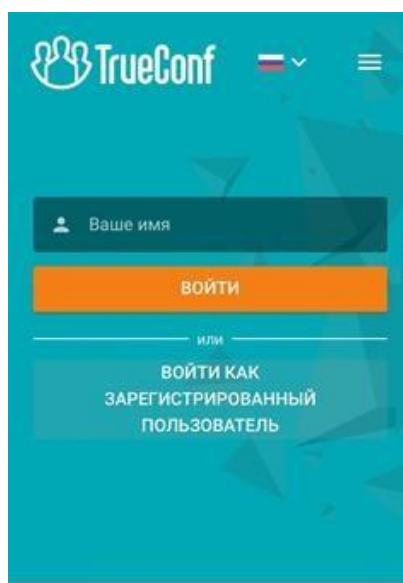 TrueConf
Ваше имя
ВОЙТИ
или
ВОЙТИ КАК
ЗАРЕГИСТРИРОВАННЫЙ
ПОЛЬЗОВАТЕЛЬ